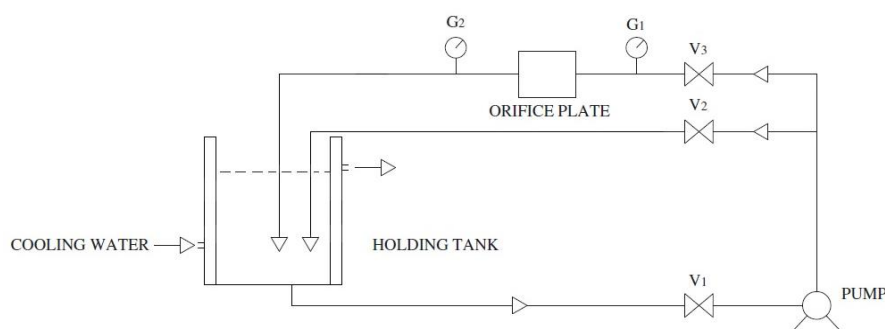 G2
G1
V3
ORIFICE PLATE
V2
COOLING WATER
HOLDING TANK
V1
PUMP